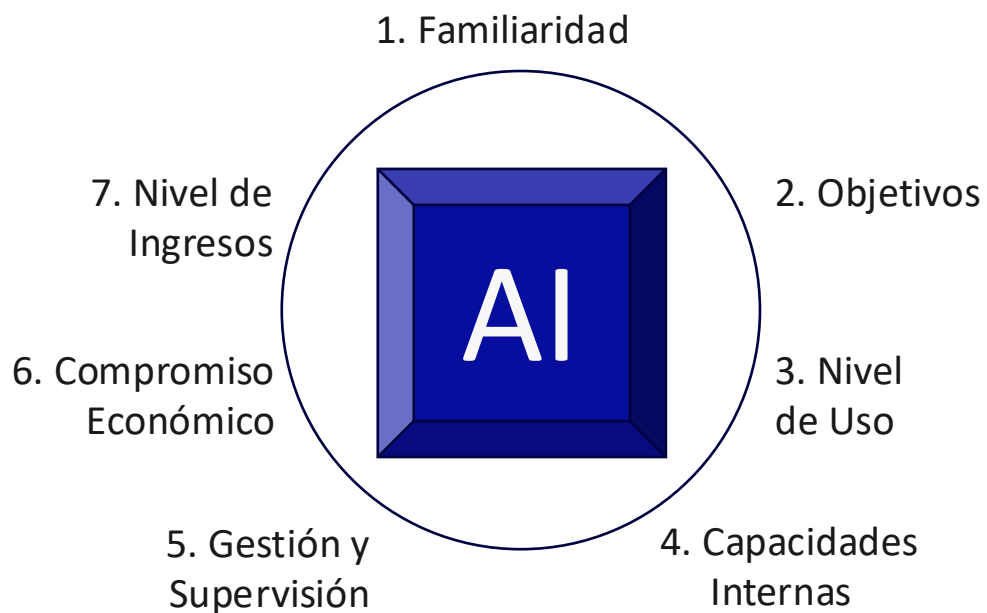 1. Familiaridad
2. Objetivos
3. Nivel
de Uso
4. Capacidades
Internas
5. Gestión y
Supervisión
6. Compromiso
Económico
7. Nivel de
Ingresos
AI